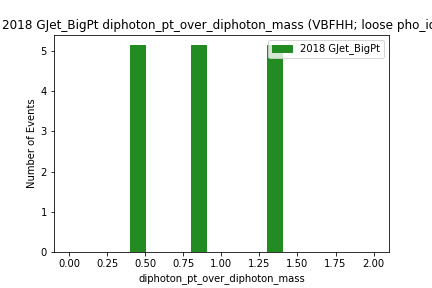 2018 GJet_BigPt diphoton_pt_over_diphoton_mass (VBFHH; loose
2018 GJet_BigPt
Number of Events
5
4
3
2
1
0
0.00 0.25 0.50 0.75 1.00 1.25 1.50 1.75 2.00
diphoton_pt_over_diphoton_mass